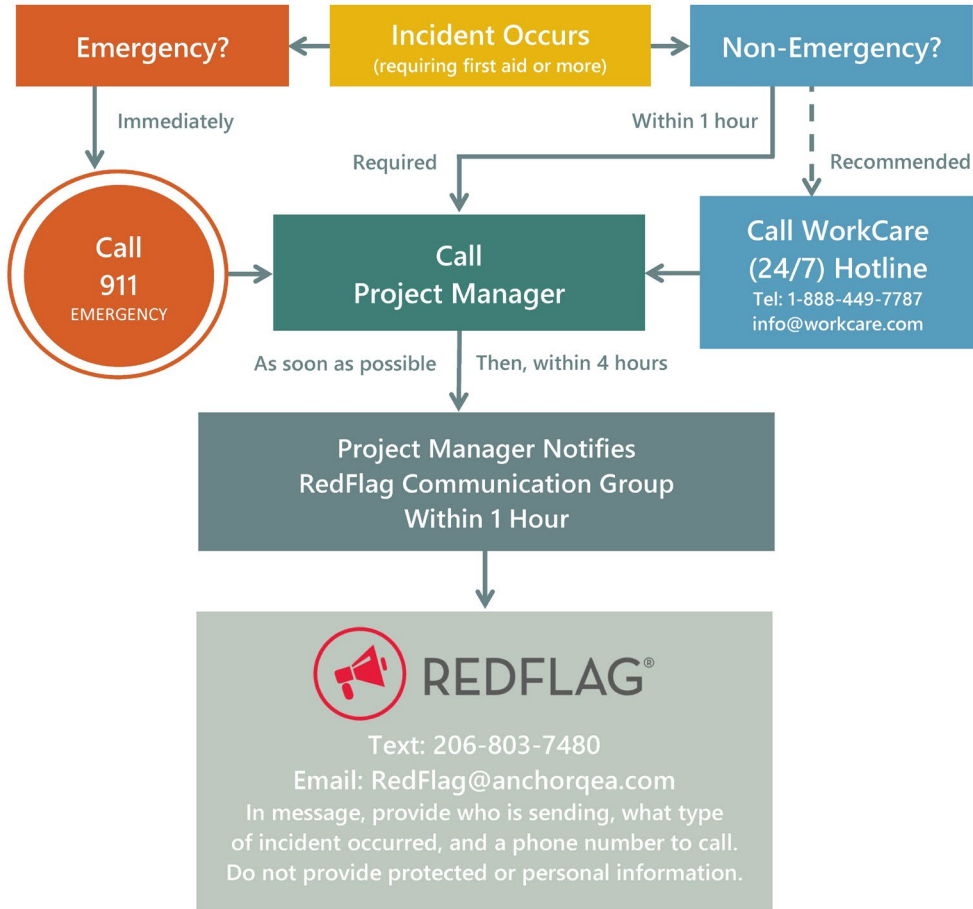 Emergency?
Incident Occurs
(requiring first aid or more)
Non-Emergency?
Immediately
Within 1 hour
Required
Recommended
Call
911
EMERGENCY
Call
Project Manager
Call WorkCare
(24/7) Hotline
Tel: 1-888-449-7787
info@workcare.com
As soon as possible
Then, within 4 hours
Project Manager Notifies
RedFlag Communication Group
Within 1 Hour
REDFLAG®
Text: 206-803-7480
Email: RedFlag@anchorqea.com
In message, provide who is sending, what type
of incident occurred, and a phone number to call.
Do not provide protected or personal information.